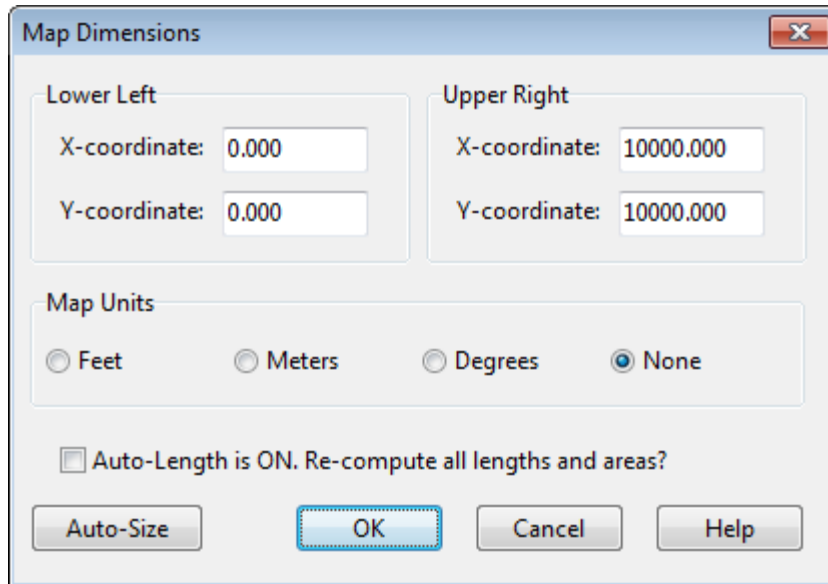 Map Dimensions
Lower Left
X-coordinate: 0.000
Y-coordinate: 0.000
Upper Right
X-coordinate: 10000.000
Y-coordinate: 10000.000
Map Units
Feet Meters Degrees None
Auto-Length is ON. Re-compute all lengths and areas?
Auto-Size OK Cancel Help